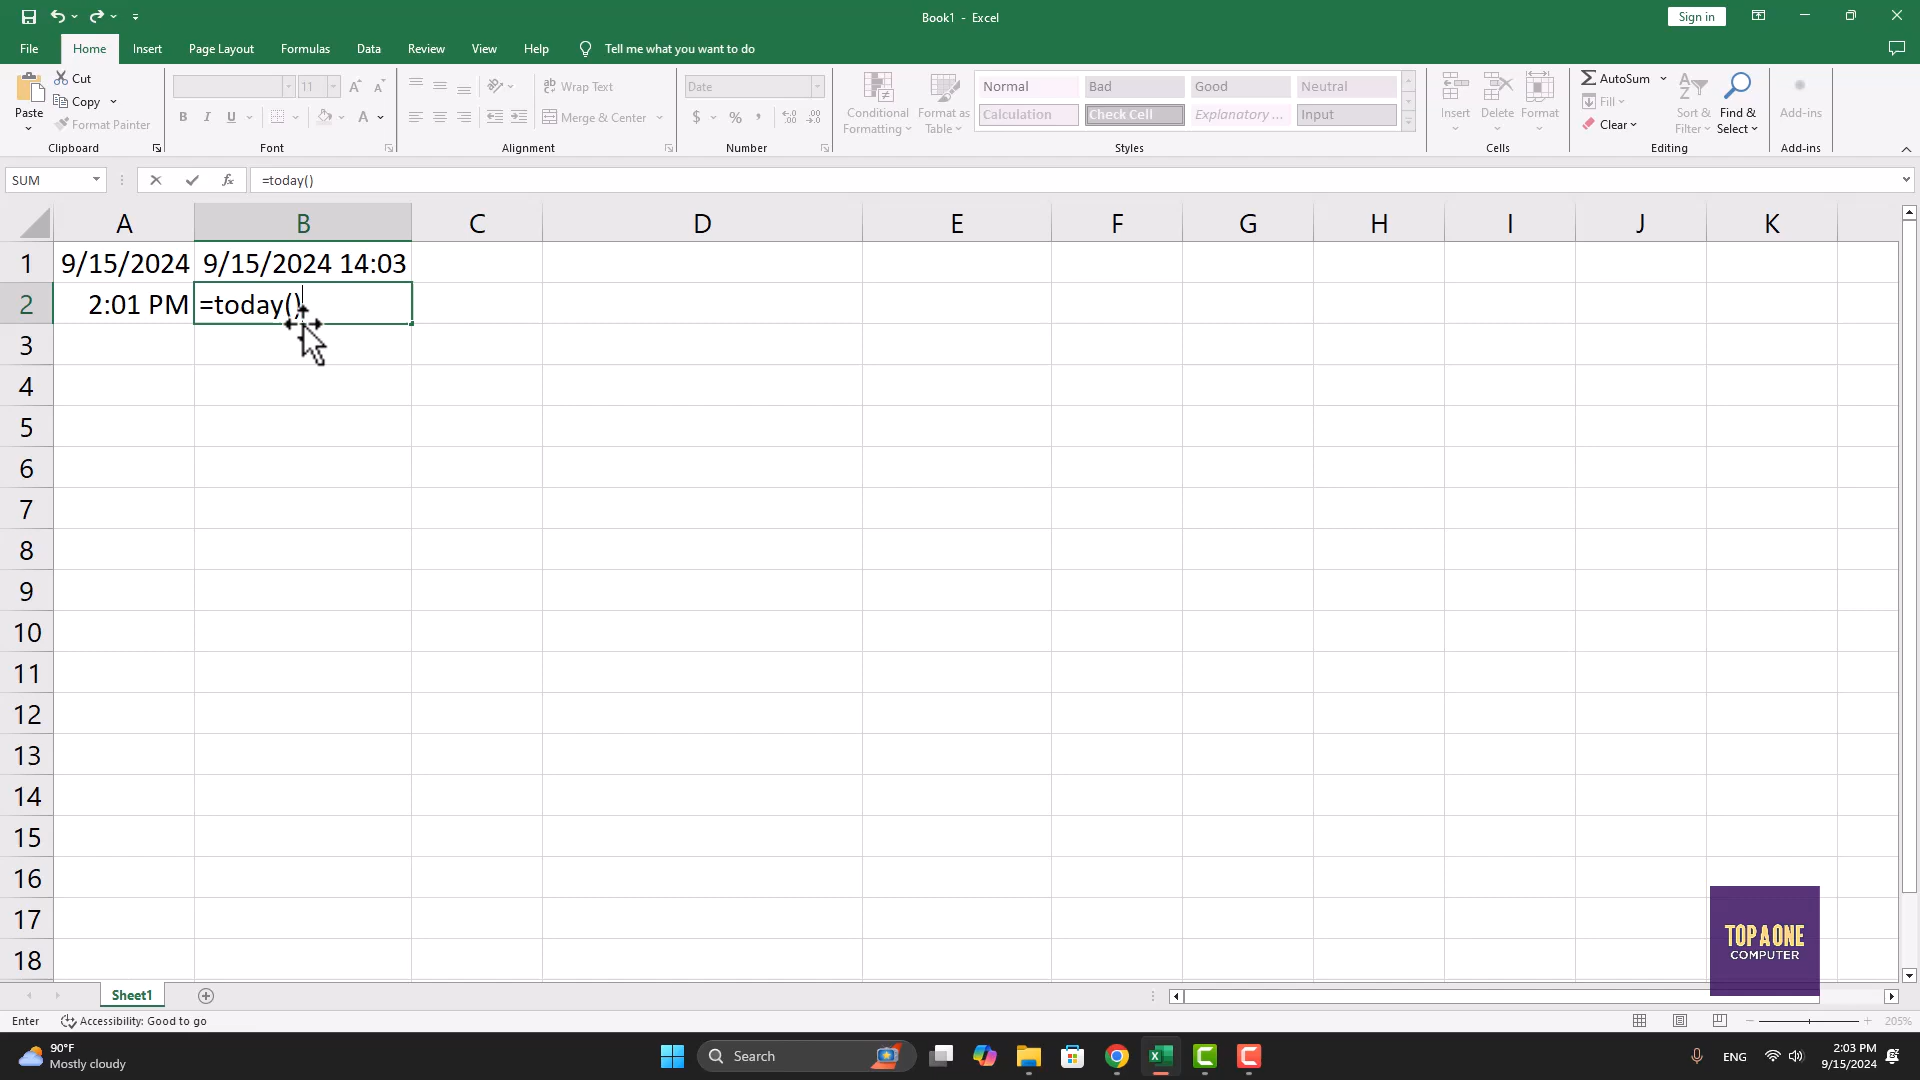 Book1 - Excel
Sign in
File Home Insert Page Layout Formulas Data Review View Help Tell me what you want to do
Paste
Cut
Copy
Format Painter
Clipboard
11
B I U A
Font
Wrap Text
Merge & Center
Alignment
Date
$ % ,
Number
Conditional Formatting
Format as Table
Normal Bad Good Neutral
Calculation Check Cell Explanatory ... Input
Styles
Insert Delete Format
Cells
AutoSum
Fill
Clear
Sort & Filter
Find & Select
Editing
Add-ins
Add-ins
SUM
fx
=today()
A B C D E F G H I J K
1 9/15/2024 9/15/2024 14:03
2 2:01 PM =today()
3
4
5
6
7
8
9
10
11
12
13
14
15
16
17
18
TOP A ONE
COMPUTER
Sheet1
Enter Accessibility: Good to go
205%
90°F
Mostly cloudy
Search
ENG
2:03 PM
9/15/2024